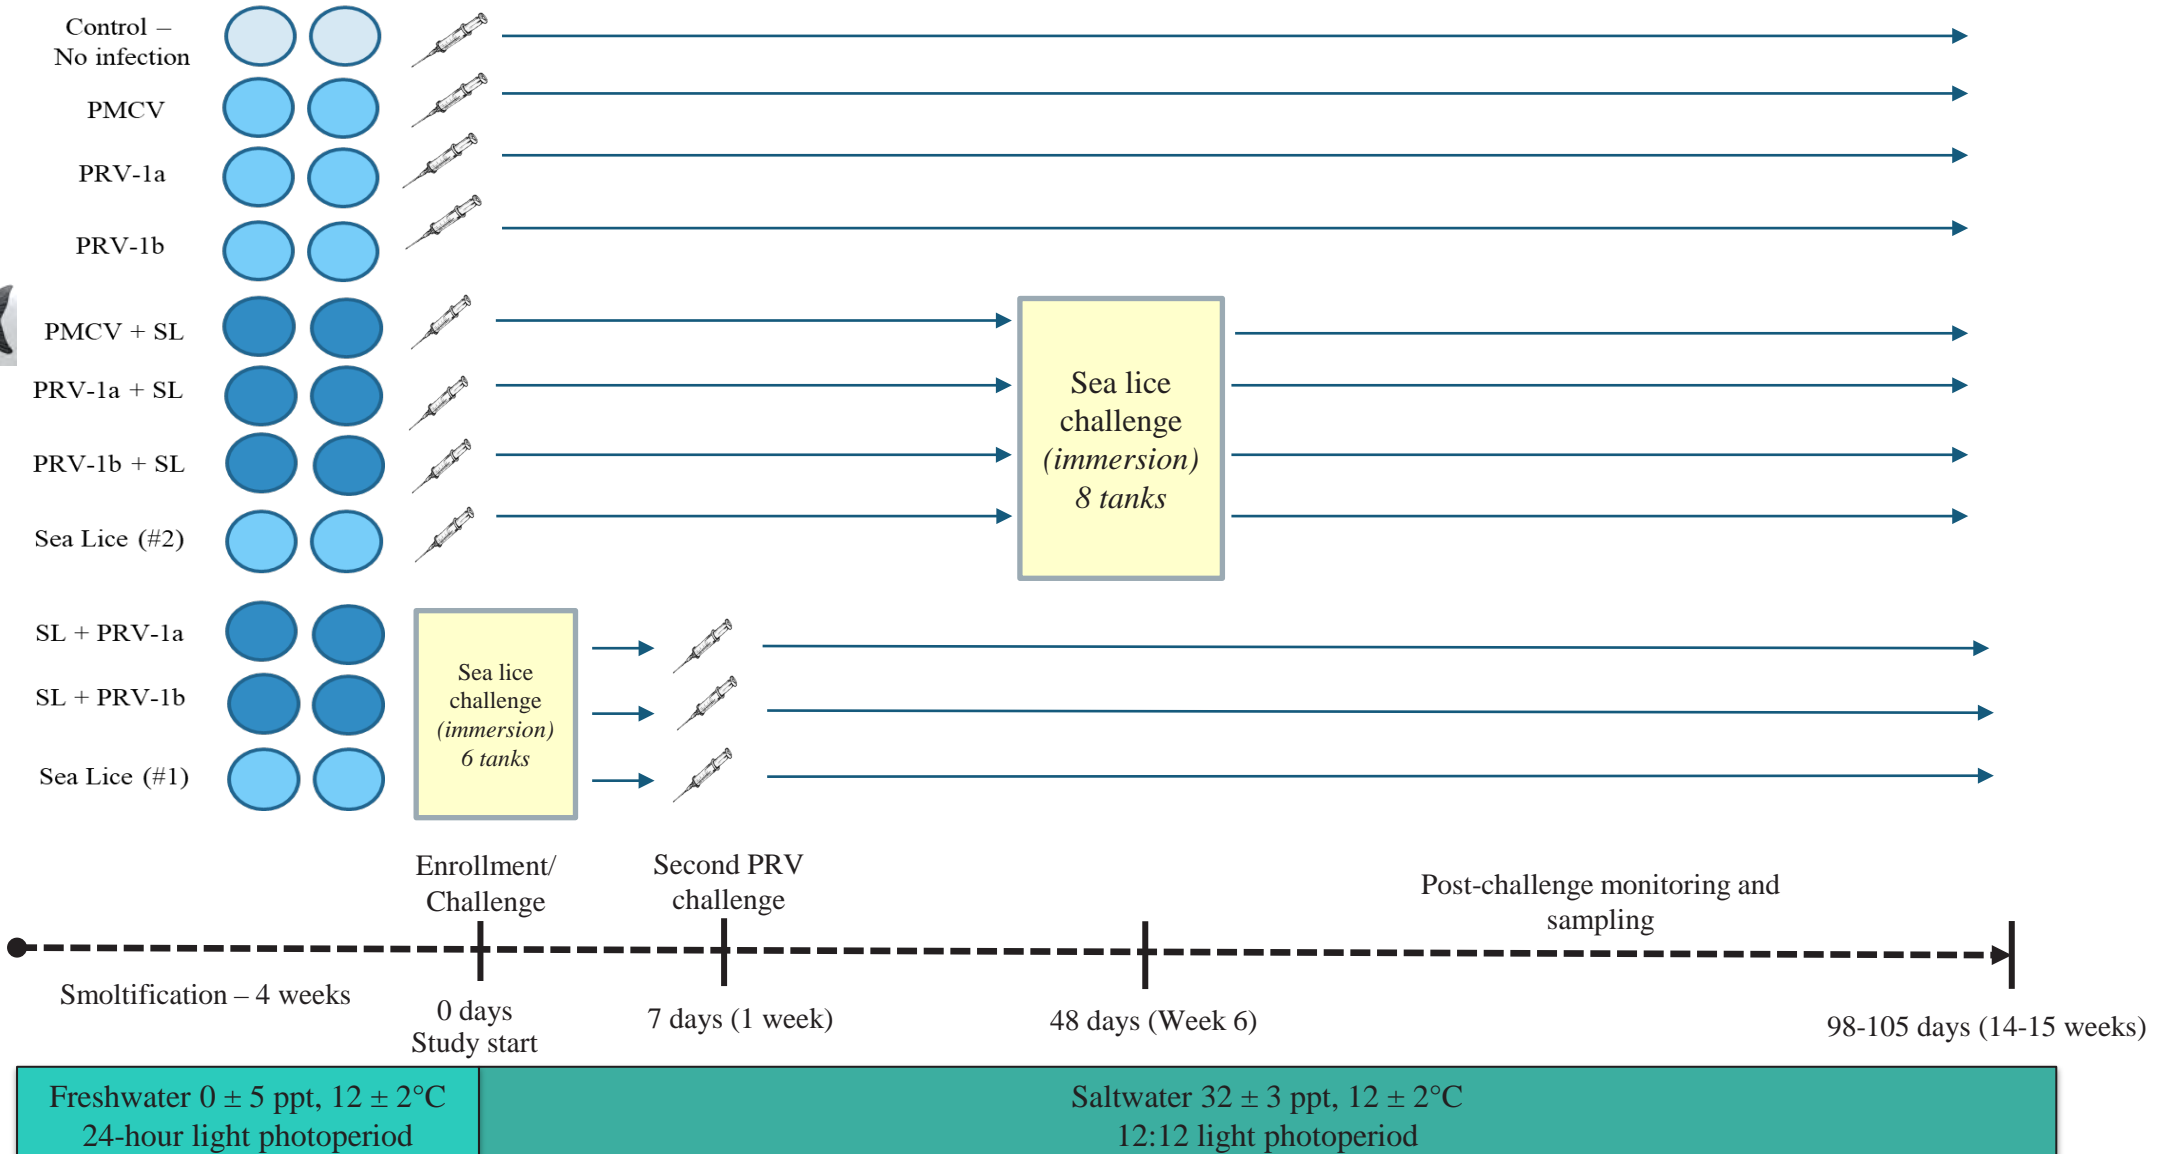 Control –
No infection
PMCV
PRV-1a
PRV-1b
PMCV + SL
PRV-1a + SL
PRV-1b + SL
Sea Lice (#2)
Sea lice
challenge
(immersion)
8 tanks
SL + PRV-1a
SL + PRV-1b
Sea Lice (#1)
Sea lice
challenge
(immersion)
6 tanks
Enrollment/
Challenge
Second PRV
challenge
Post-challenge monitoring and
sampling
Smoltification – 4 weeks
0 days
Study start
7 days (1 week)
48 days (Week 6)
98-105 days (14-15 weeks)
Freshwater 0 ± 5 ppt, 12 ± 2°C
24-hour light photoperiod
Saltwater 32 ± 3 ppt, 12 ± 2°C
12:12 light photoperiod